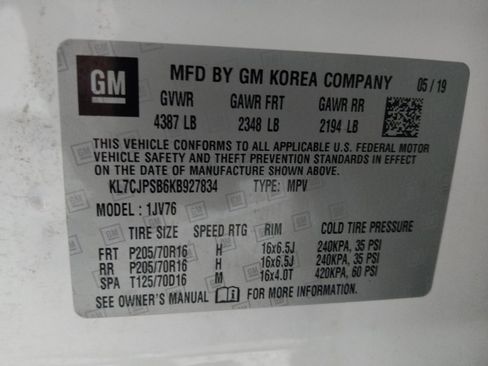 GM
MFD BY GM KOREA COMPANY 05/19
GVWR GAWR FRT GAWR RR
4387 LB 2348 LB 2194 LB
THIS VEHICLE CONFORMS TO ALL APPLICABLE U.S. FEDERAL MOTOR
VEHICLE SAFETY AND THEFT PREVENTION STANDARDS IN EFFECT ON
THE DATE OF MANUFACTURE SHOWN ABOVE.
KL7CJPSB6KB927834 TYPE: MPV
MODEL: 1JV76
TIRE SIZE SPEED RTG RIM COLD TIRE PRESSURE
FRT P205/70R16 H 16x6.5J 240KPA, 35 PSI
RR P205/70R16 H 16x6.5J 240KPA, 35 PSI
SPA T125/70D16 M 16x4.0T 420KPA, 60 PSI
SEE OWNER'S MANUAL FOR MORE INFORMATION.